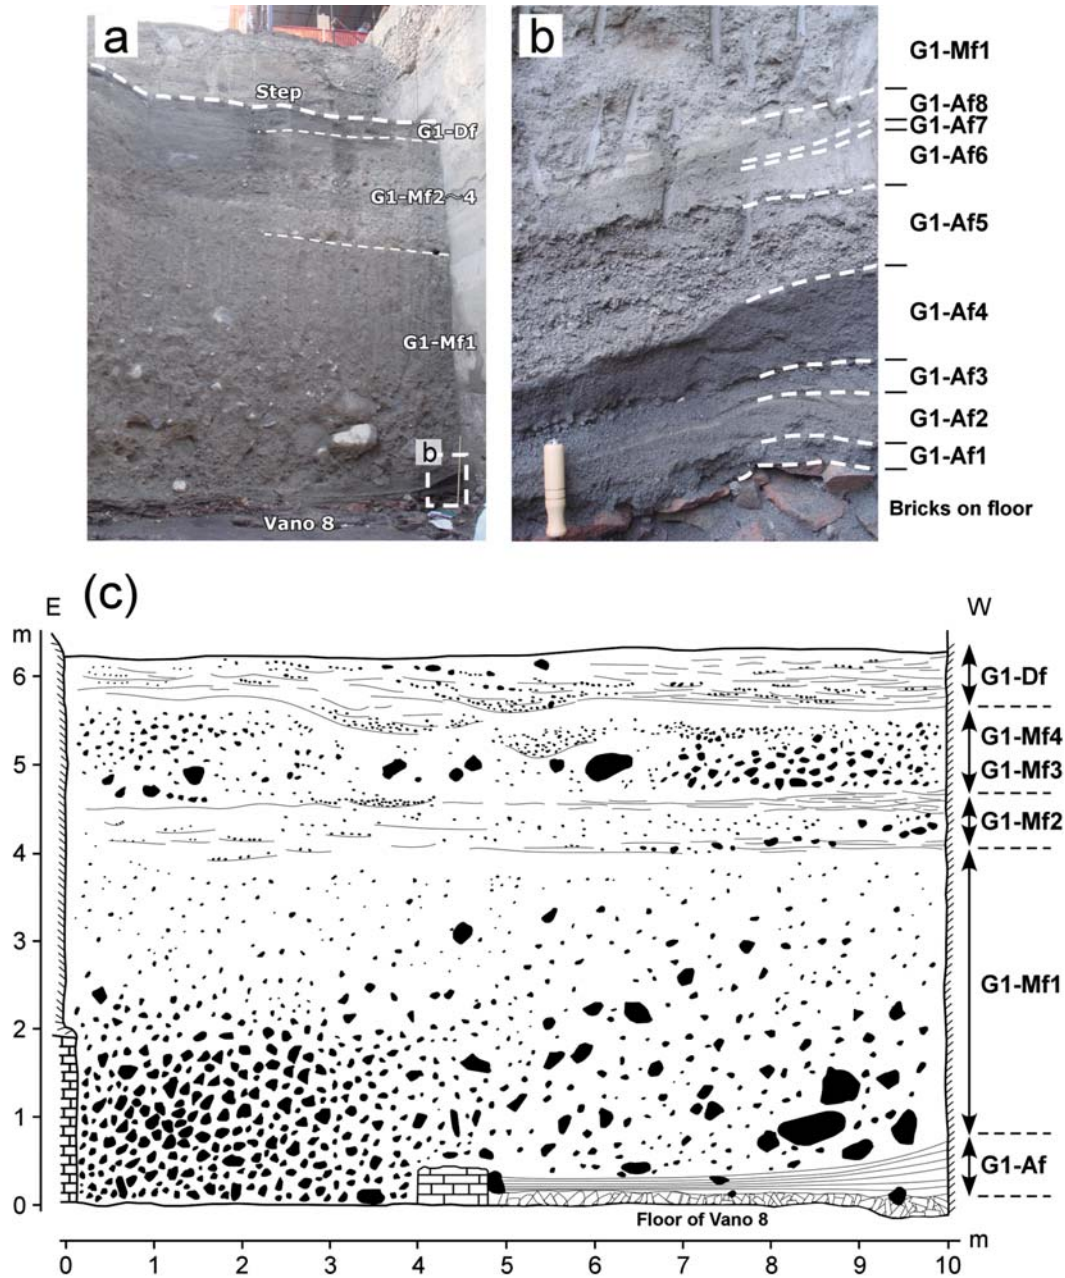 a
Step
G1-Df
G1-Mf2~4
G1-Mf1
b
Vano 8
b
G1-Mf1
G1-Af8
G1-Af7
G1-Af6
G1-Af5
G1-Af4
G1-Af3
G1-Af2
G1-Af1
Bricks on floor
(c)
E
W
m
6
5
4
3
2
1
0
G1-Df
G1-Mf4
G1-Mf3
G1-Mf2
G1-Mf1
G1-Af
Floor of Vano 8
m
0 1 2 3 4 5 6 7 8 9 10